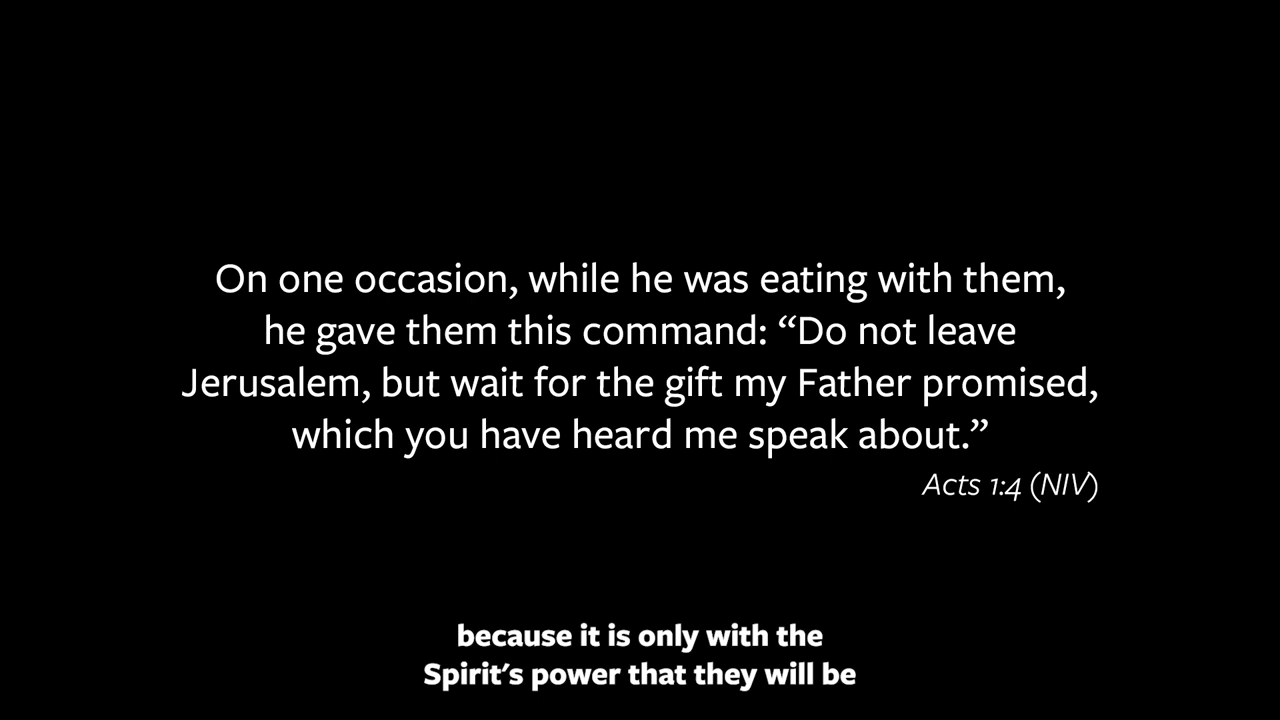 On one occasion, while he was eating with them,
he gave them this command: “Do not leave
Jerusalem, but wait for the gift my Father promised,
which you have heard me speak about.”
Acts 1:4 (NIV)
because it is only with the
Spirit's power that they will be